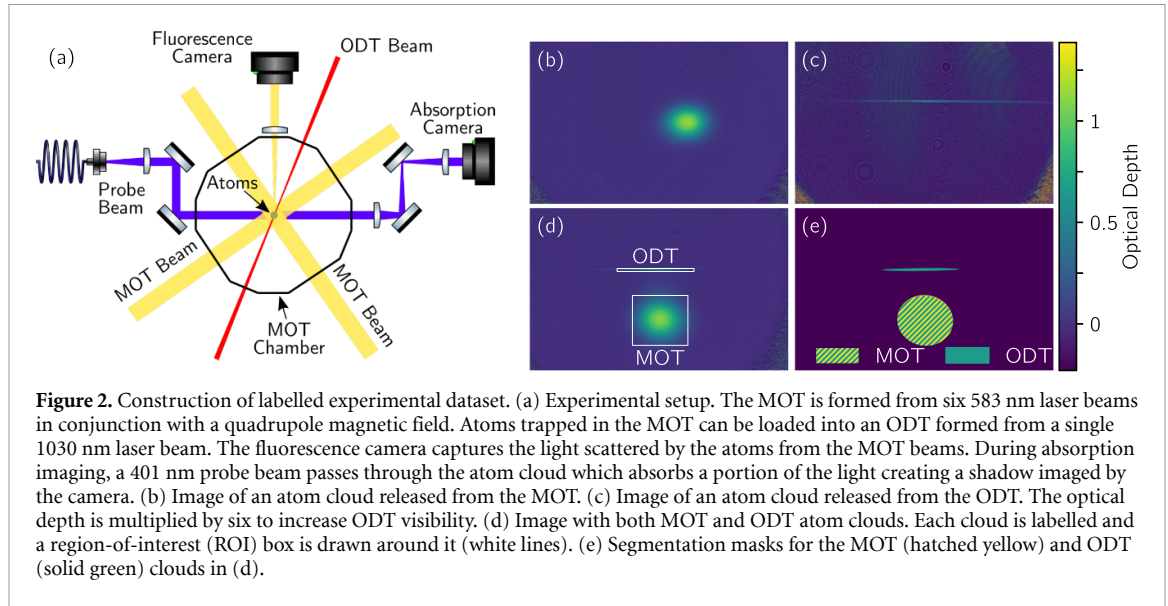 (a)
Fluorescence
Camera
ODT Beam
Absorption
Camera
Probe
Beam
Atoms
MOT Beam
MOT Beam
MOT
Chamber
(b)
(c)
(d)
ODT
MOT
(e)
MOT
ODT
1
0.5
0
Optical Depth
Figure 2. Construction of labelled experimental dataset. (a) Experimental setup. The MOT is formed from six 583 nm laser beams
in conjunction with a quadrupole magnetic field. Atoms trapped in the MOT can be loaded into an ODT formed from a single
1030 nm laser beam. The fluorescence camera captures the light scattered by the atoms from the MOT beams. During absorption
imaging, a 401 nm probe beam passes through the atom cloud which absorbs a portion of the light creating a shadow imaged by
the camera. (b) Image of an atom cloud released from the MOT. (c) Image of an atom cloud released from the ODT. The optical
depth is multiplied by six to increase ODT visibility. (d) Image with both MOT and ODT atom clouds. Each cloud is labelled and
a region-of-interest (ROI) box is drawn around it (white lines). (e) Segmentation masks for the MOT (hatched yellow) and ODT
(solid green) clouds in (d).